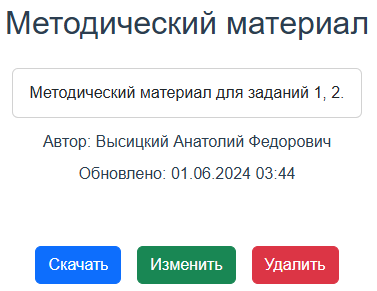 Методический материал
Методический материал для заданий 1, 2.
Автор: Высицкий Анатолий Федорович
Обновлено: 01.06.2024 03:44
Скачать Изменить Удалить